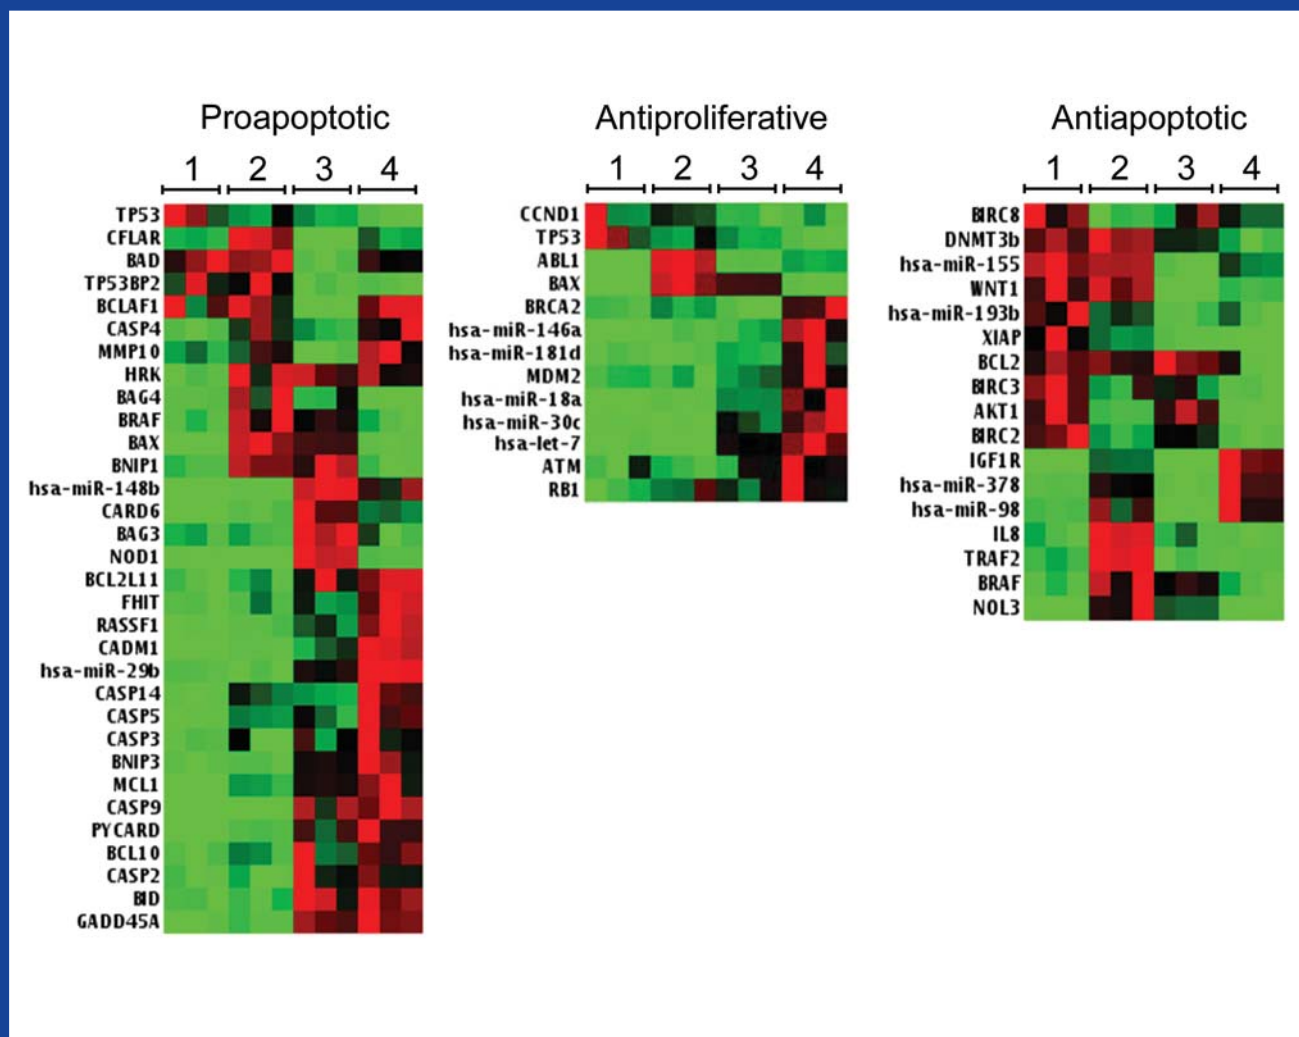 Proapoptotic
1 2 3 4
TP53
CFLAR
BAD
TP53BP2
BCLAF1
CASP4
MMP10
HRK
BAG4
BRAF
BAX
BNIP1
hsa-miR-148b
CARD6
BAG3
NOD1
BCL2L11
FHIT
RASSF1
CADM1
hsa-miR-29b
CASP14
CASP5
CASP3
BNIP3
MCL1
CASP9
PYCARD
BCL10
CASP2
BID
GADD45A
Antiproliferative
1 2 3 4
CCND1
TP53
ABL1
BAX
BRCA2
hsa-miR-146a
hsa-miR-181d
MDM2
hsa-miR-18a
hsa-miR-30c
hsa-let-7
ATM
RB1
Antiapoptotic
1 2 3 4
BIRC8
DNMT3b
hsa-miR-155
WNT1
hsa-miR-193b
XIAP
BCL2
BIRC3
AKT1
BIRC2
IGF1R
hsa-miR-378
hsa-miR-98
IL8
TRAF2
BRAF
NOL3